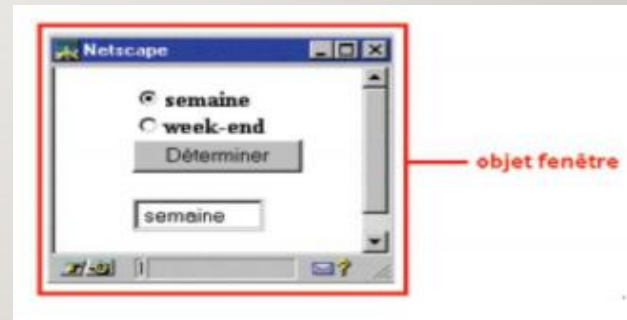 Netscape
semaine
week-end
Déterminer
objet fenêtre
semaine